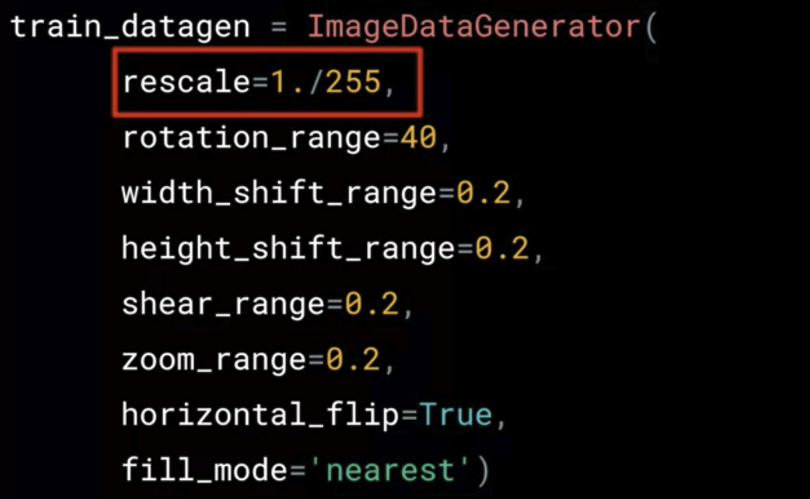 train_datagen = ImageDataGenerator(
rescale=1./255,
rotation_range=40,
width_shift_range=0.2,
height_shift_range=0.2,
shear_range=0.2,
zoom_range=0.2,
horizontal_flip=True,
fill_mode='nearest')